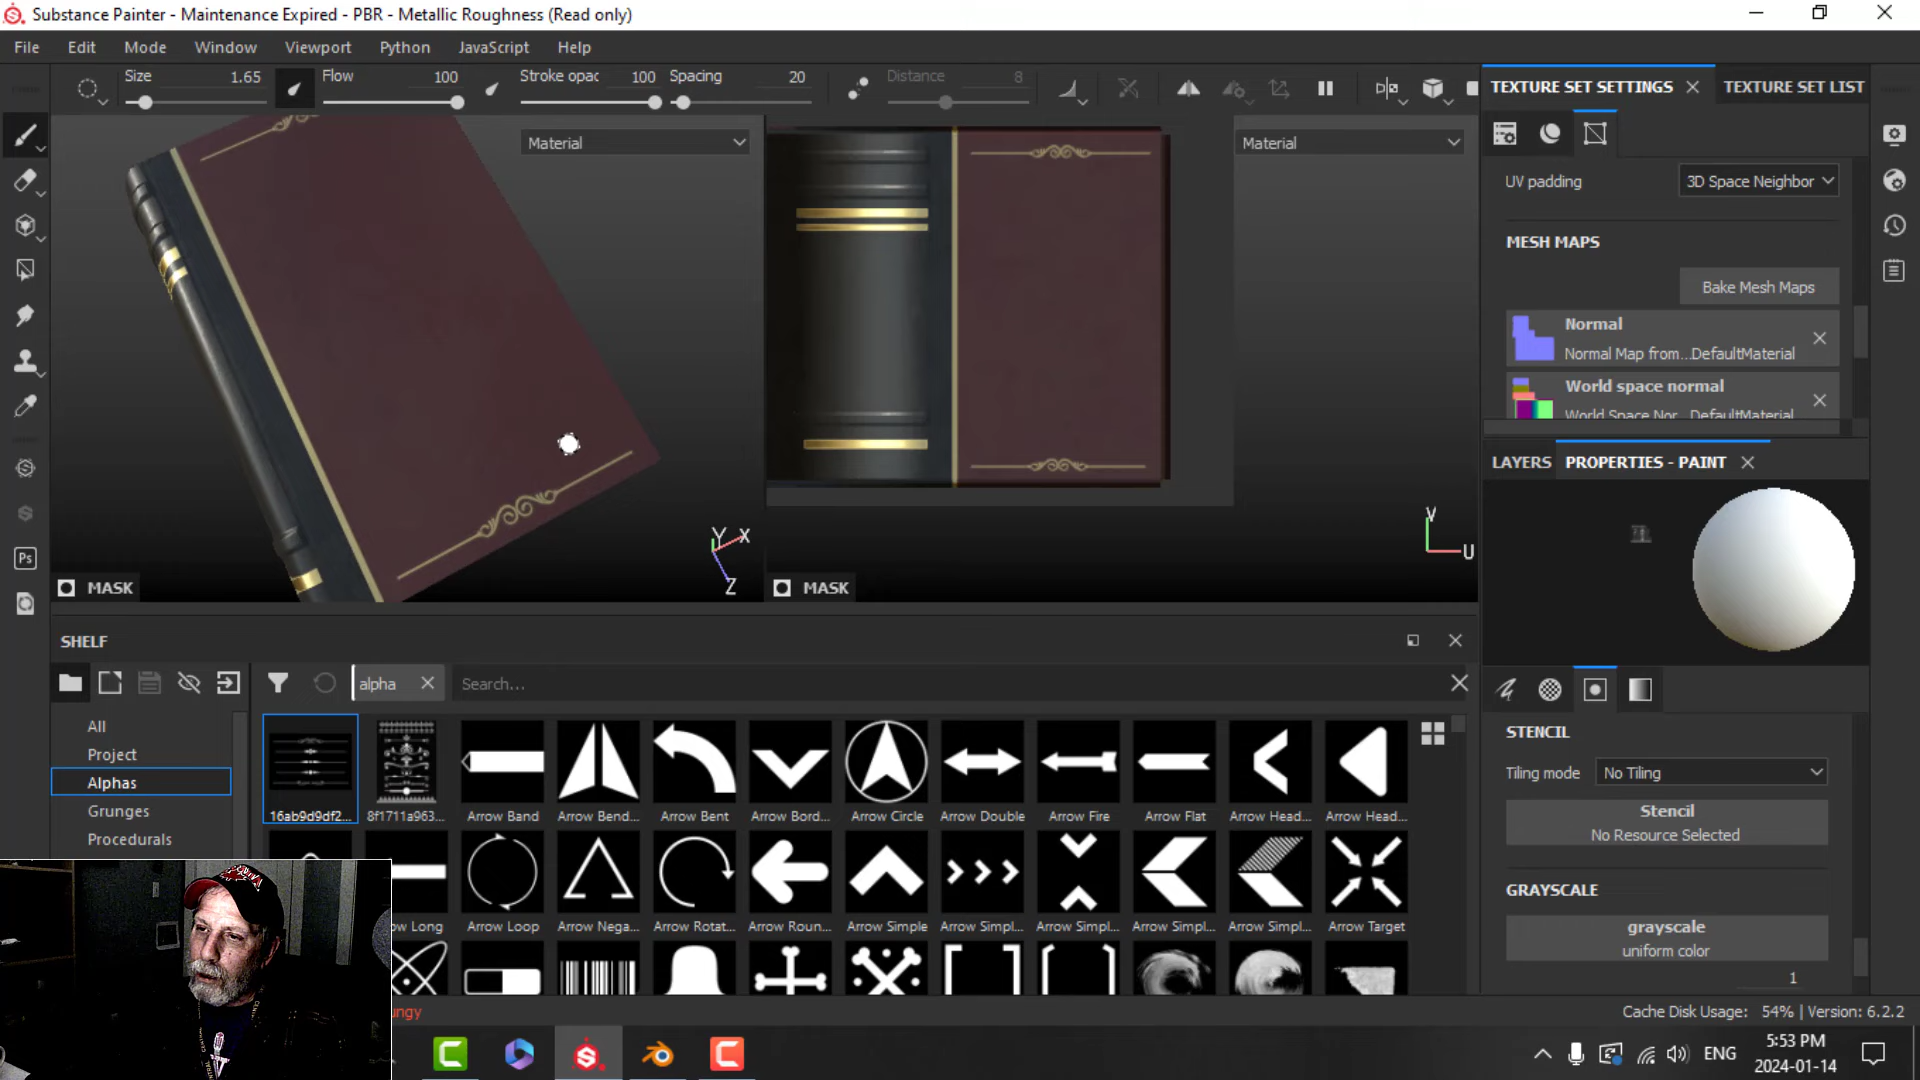 Substance Painter - Maintenance Expired - PBR - Metallic Roughness (Read only)
File Edit Mode Window Viewport Python JavaScript Help
Size 1.65 Flow 100 Stroke opac 100 Spacing 20 Distance 8
TEXTURE SET SETTINGS TEXTURE SET LIST
Material
Material
UV padding 3D Space Neighbor
MESH MAPS
Bake Mesh Maps
Normal
Normal Map from...DefaultMaterial
World space normal
World Space Nor...DefaultMaterial
LAYERS PROPERTIES - PAINT
Y X
Z
V
U
MASK
MASK
Ps
SHELF
alpha Search...
All
Project
Alphas
Grunges
Procedurals
16ab9d9df2... 8f1711a963... Arrow Band Arrow Bend... Arrow Bent Arrow Bord... Arrow Circle Arrow Double Arrow Fire Arrow Flat Arrow Head... Arrow Head...
w Long Arrow Loop Arrow Nega... Arrow Rotat... Arrow Roun... Arrow Simple Arrow Simpl... Arrow Simpl... Arrow Simpl... Arrow Simpl... Arrow Target
STENCIL
Tiling mode No Tiling
Stencil
No Resource Selected
GRAYSCALE
grayscale
uniform color
1
ungy
Cache Disk Usage: 54% | Version: 6.2.2
ENG
5:53 PM
2024-01-14